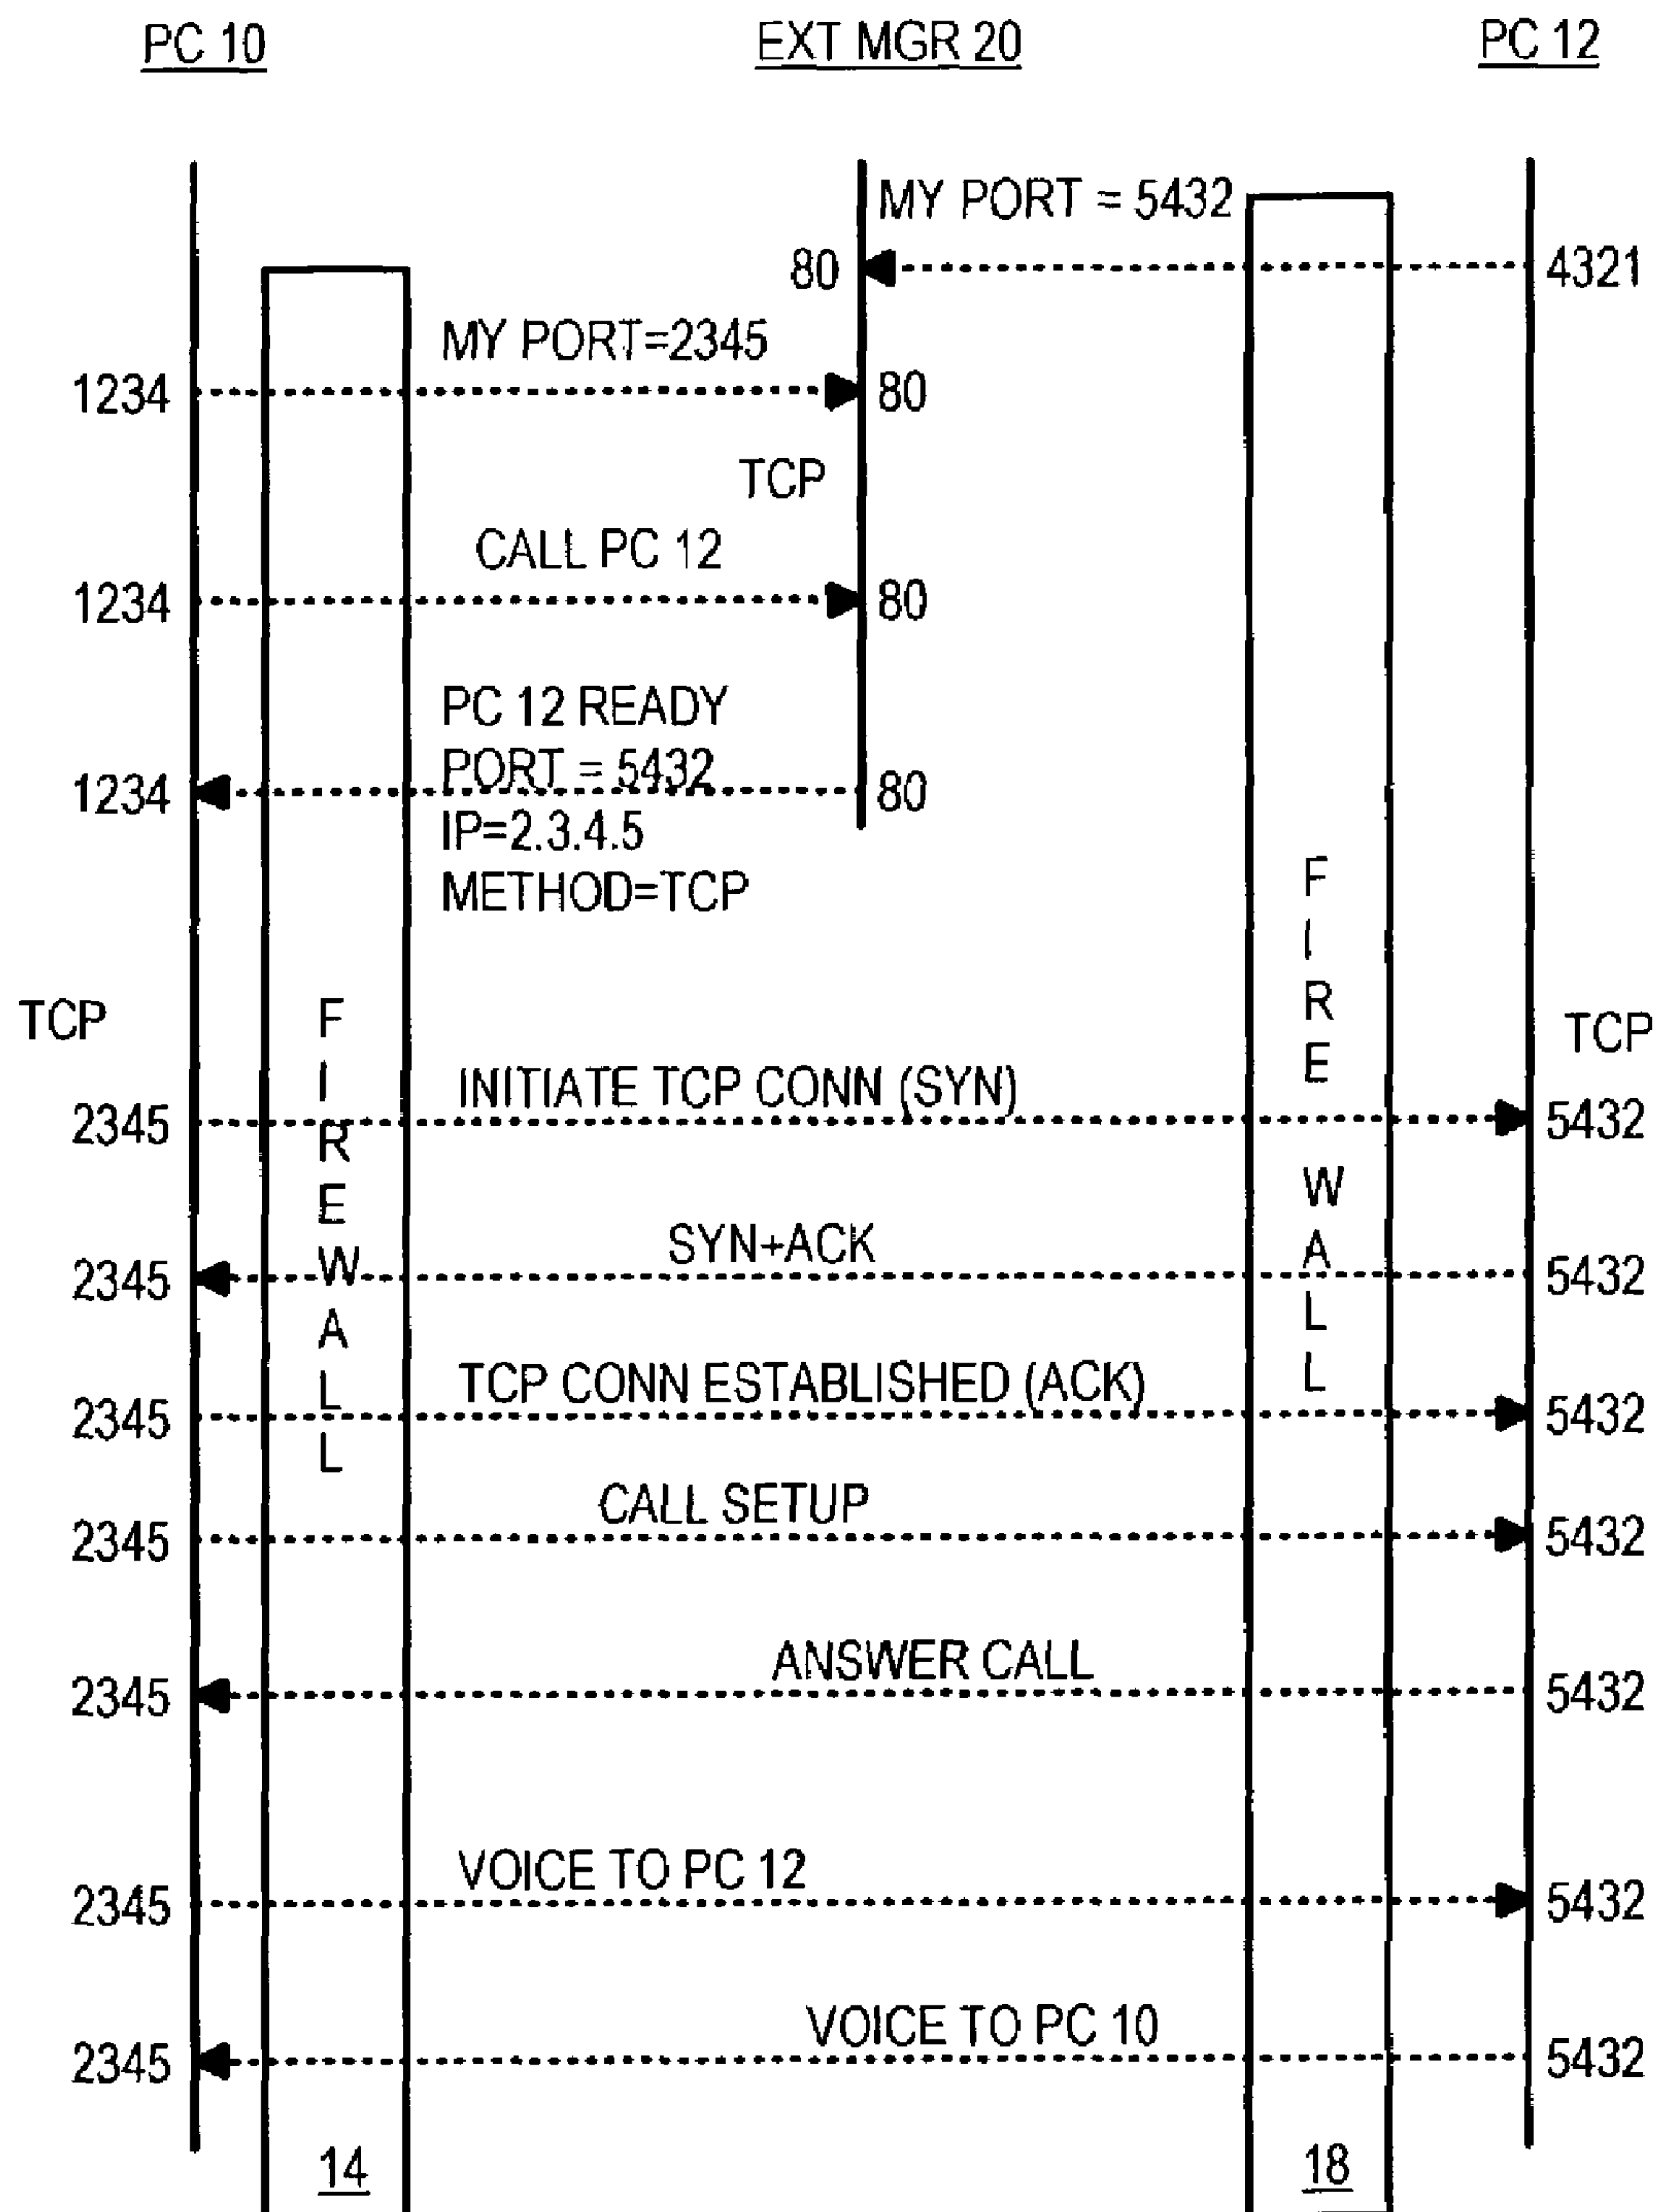 PC 10 EXT MGR 20 PC 12
MY PORT = 5432
80 4321
MY PORT=2345
1234 80
TCP
CALL PC 12
1234 80
PC 12 READY
PORT = 5432
1234 80
IP=2.3.4.5
METHOD=TCP
TCP TCP
FIREWALL
FIRE WALL
INITIATE TCP CONN (SYN)
2345 5432
SYN+ACK
2345 5432
TCP CONN ESTABLISHED (ACK)
2345 5432
CALL SETUP
2345 5432
ANSWER CALL
2345 5432
VOICE TO PC 12
2345 5432
VOICE TO PC 10
2345 5432
14 18